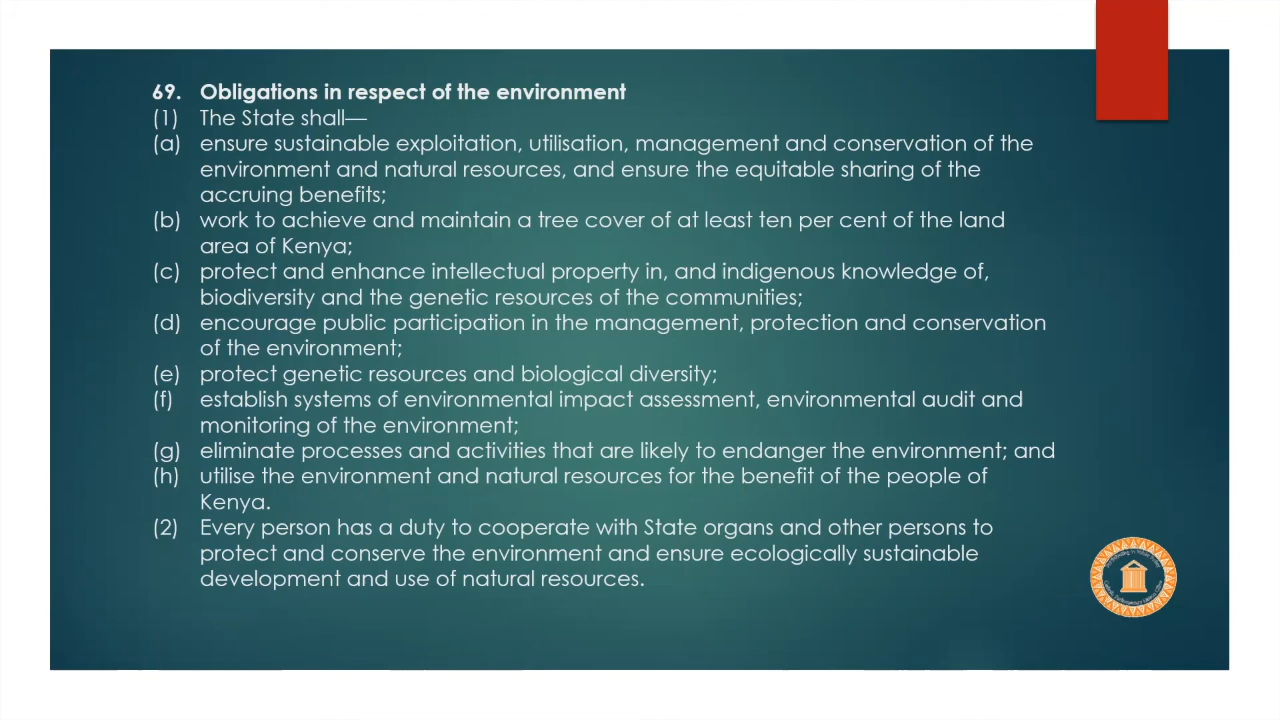 69. Obligations in respect of the environment
(1) The State shall—
(a) ensure sustainable exploitation, utilisation, management and conservation of the
environment and natural resources, and ensure the equitable sharing of the
accruing benefits;
(b) work to achieve and maintain a tree cover of at least ten per cent of the land
area of Kenya;
(c) protect and enhance intellectual property in, and indigenous knowledge of,
biodiversity and the genetic resources of the communities;
(d) encourage public participation in the management, protection and conservation
of the environment;
(e) protect genetic resources and biological diversity;
(f) establish systems of environmental impact assessment, environmental audit and
monitoring of the environment;
(g) eliminate processes and activities that are likely to endanger the environment; and
(h) utilise the environment and natural resources for the benefit of the people of
Kenya.
(2) Every person has a duty to cooperate with State organs and other persons to
protect and conserve the environment and ensure ecologically sustainable
development and use of natural resources.